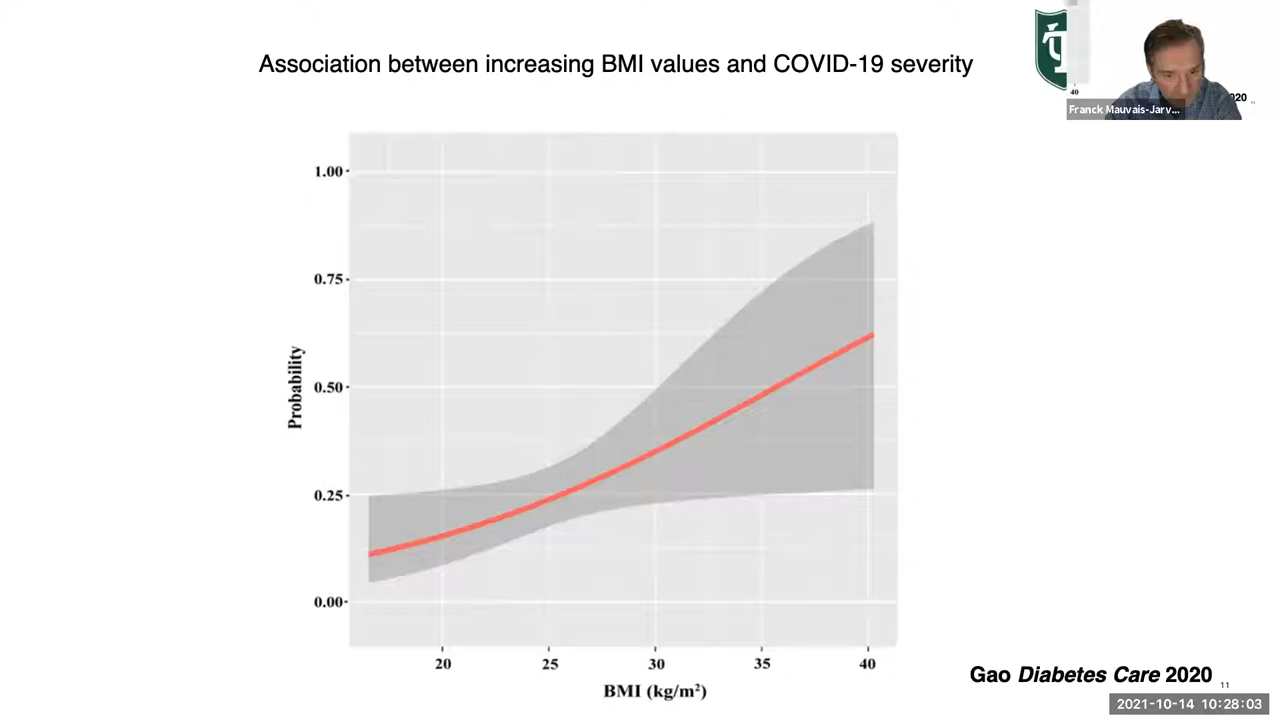 Association between increasing BMI values and COVID-19 severity
40
Franck Mauvais-Jarv...
1.00
0.75
0.50
0.25
0.00
Probability
20 25 30 35 40
BMI (kg/m²)
Gao Diabetes Care 2020
11
2021-10-14 10:28:03